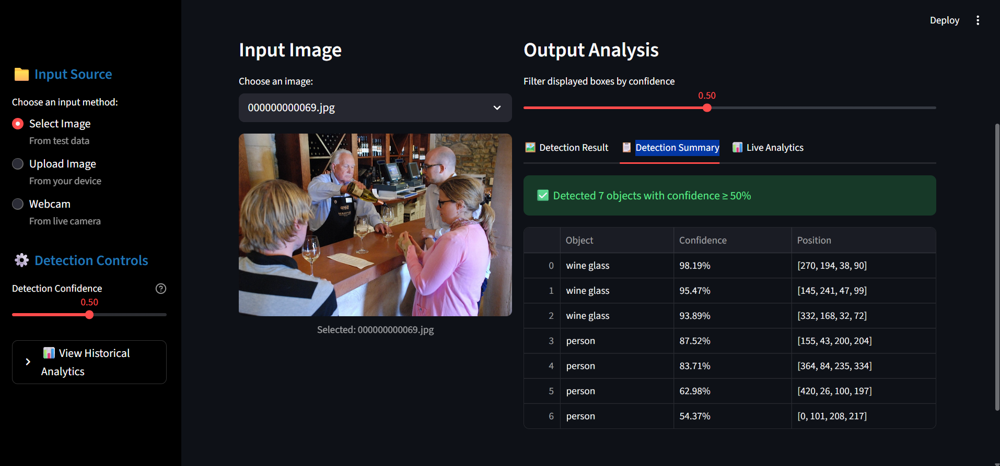 Deploy
Input Source
Choose an input method:
Select Image
From test data
Upload Image
From your device
Webcam
From live camera
Detection Controls
Detection Confidence
0.50
View Historical
Analytics
Input Image
Choose an image:
000000000069.jpg
SEBASTIANI
Selected: 000000000069.jpg
Output Analysis
Filter displayed boxes by confidence
0.50
Detection Result
Detection Summary
Live Analytics
Detected 7 objects with confidence ≥ 50%
Object Confidence Position
0 wine glass 98.19% [270, 194, 38, 90]
1 wine glass 95.47% [145, 241, 47, 99]
2 wine glass 93.89% [332, 168, 32, 72]
3 person 87.52% [155, 43, 200, 204]
4 person 83.71% [364, 84, 235, 334]
5 person 62.98% [420, 26, 100, 197]
6 person 54.37% [0, 101, 208, 217]